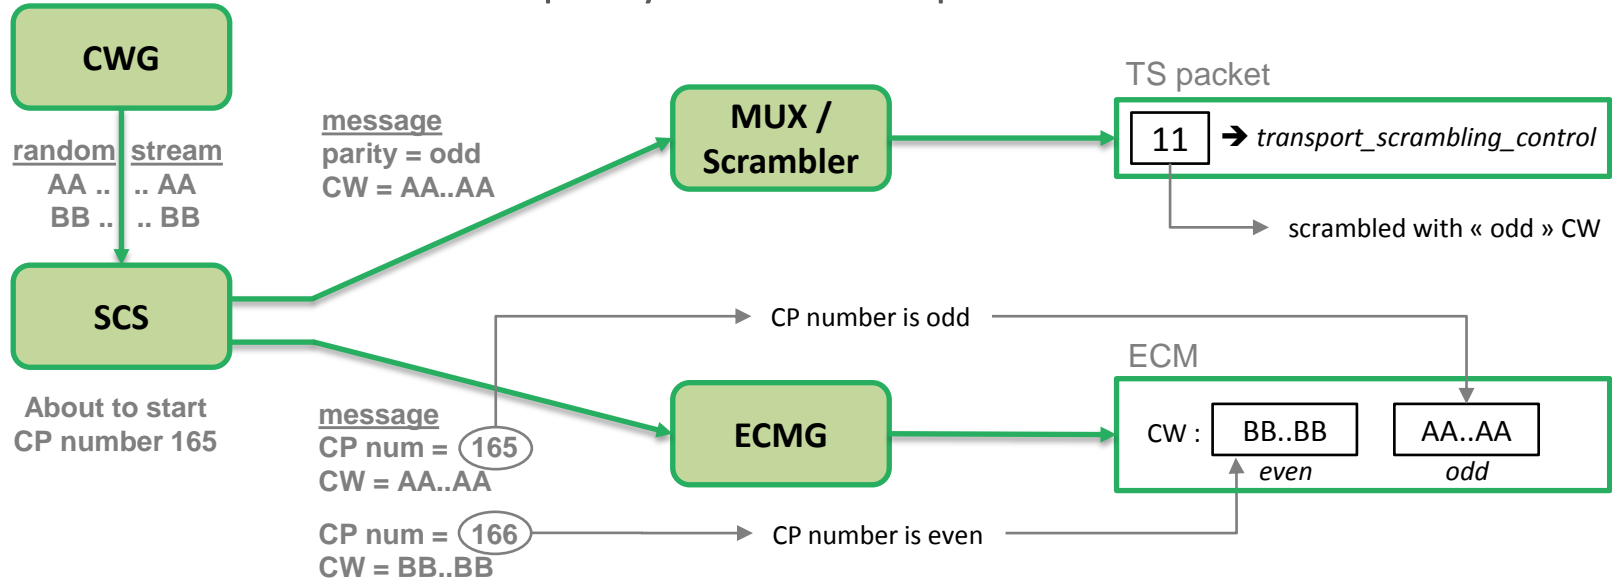 CWG
random stream
AA .. .. AA
BB .. .. BB
SCS
About to start
CP number 165
message
parity = odd
CW = AA..AA
MUX /
Scrambler
TS packet
11 ➔ transport_scrambling_control
scrambled with « odd » CW
CP number is odd
message
CP num = 165
CW = AA..AA
CP num = 166
CW = BB..BB
ECMG
CP number is even
ECM
CW : BB..BB AA..AA
even odd